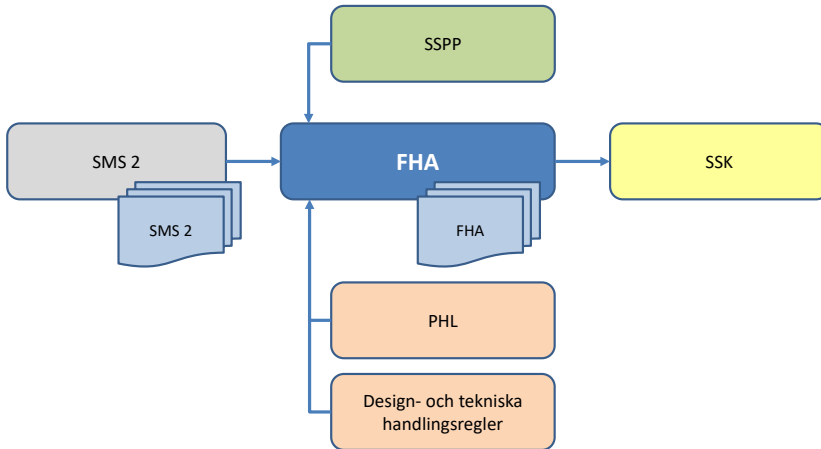 SSPP
SMS 2
FHA
SSK
SMS 2
FHA
PHL
Design- och tekniska
handlingsregler